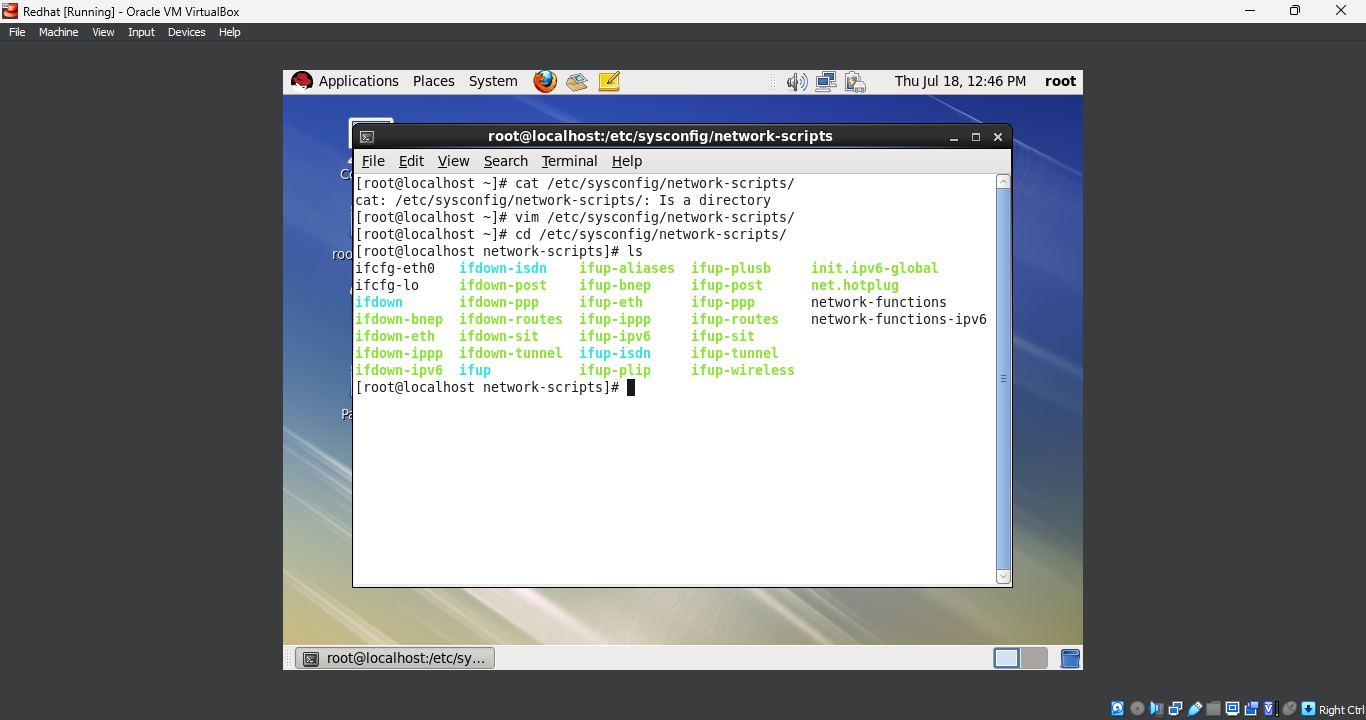 Redhat [Running] - Oracle VM VirtualBox
File Machine View Input Devices Help
Applications Places System Thu Jul 18, 12:46 PM root
root@localhost:/etc/sysconfig/network-scripts
File Edit View Search Terminal Help
[root@localhost ~]# cat /etc/sysconfig/network-scripts/
cat: /etc/sysconfig/network-scripts/: Is a directory
[root@localhost ~]# vim /etc/sysconfig/network-scripts/
[root@localhost ~]# cd /etc/sysconfig/network-scripts/
[root@localhost network-scripts]# ls
ifcfg-eth0 ifdown-isdn ifup-aliases ifup-plusb init.ipv6-global
ifcfg-lo ifdown-post ifup-bnep ifup-post net.hotplug
ifdown ifdown-ppp ifup-eth ifup-ppp network-functions
ifdown-bnep ifdown-routes ifup-ippp ifup-routes network-functions-ipv6
ifdown-eth ifdown-sit ifup-ipv6 ifup-sit
ifdown-ippp ifdown-tunnel ifup-isdn ifup-tunnel
ifdown-ipv6 ifup ifup-plip ifup-wireless
[root@localhost network-scripts]#
root@localhost:/etc/sy...
Right Ctrl